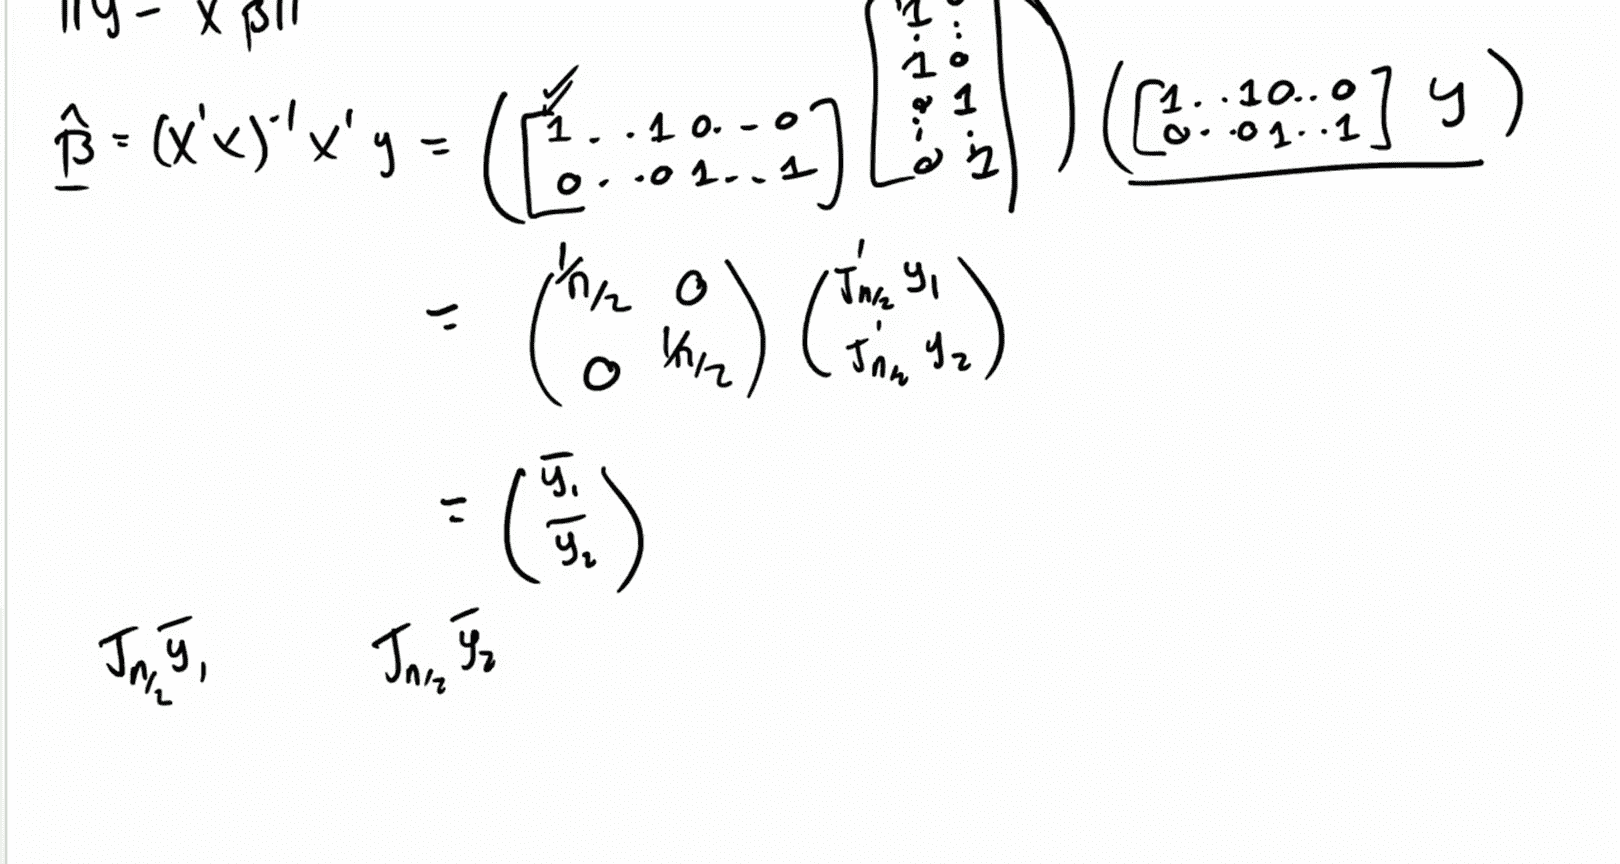 ||y - Xβ||
β̂ = (X'X)⁻¹ X' y = ([1 . . 1 0 . - 0; 0 . . 0 1 . . 1] [1 0; ⋮ ⋮; 1 0; 0 1; ⋮ ⋮; 0 1]) ([1 . . 1 0 . . 0; 0 . . 0 1 . . 1] y)
= (1/n/2 0; 0 1/n/2) (J'n/2 y₁; J'n/2 y₂)
= (ȳ₁; ȳ₂)
Jn/2 ȳ₁ Jn/2 ȳ₂